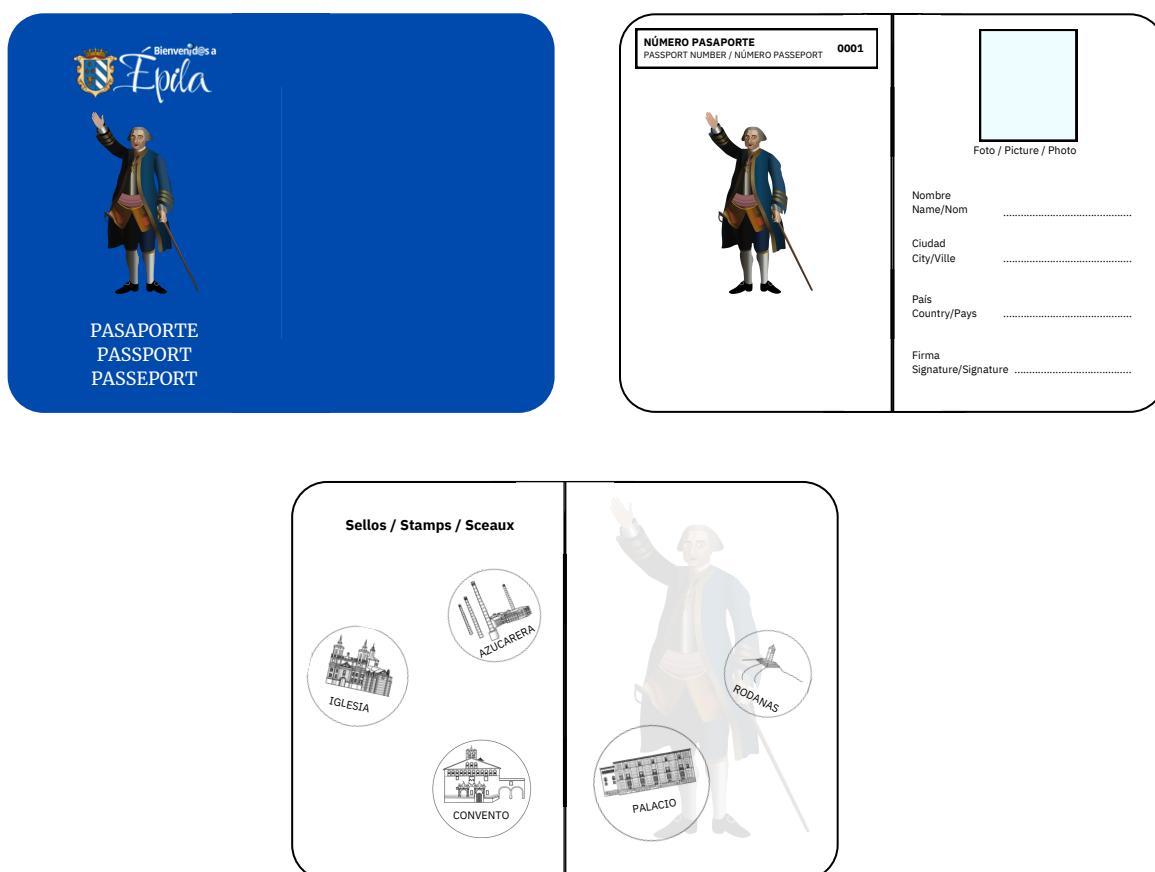 Bienvenid@s a
Épila
PASAPORTE
PASSPORT
PASSEPORT
NÚMERO PASAPORTE
PASSPORT NUMBER / NÚMERO PASSEPORT
0001
Foto / Picture / Photo
Nombre
Name/Nom ............................................
Ciudad
City/Ville ............................................
País
Country/Pays ............................................
Firma
Signature/Signature ........................................
Sellos / Stamps / Sceaux
AZUCARERA
IGLESIA
CONVENTO
RODANAS
PALACIO